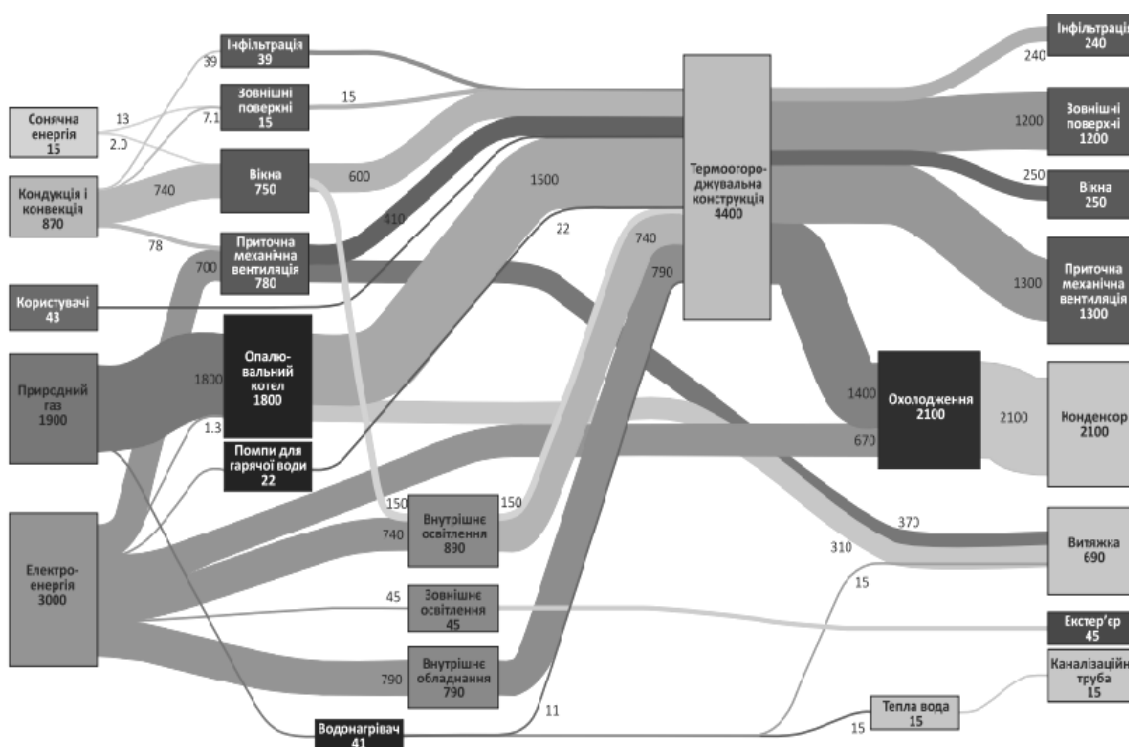 Інфільтрація
39
39
Зовнішні
поверхні
15
15
Сонячна
енергія
15
13
7.1
2.0
Вікна
750
600
Кондукція і
конвекція
870
740
78
Приточна
механічна
вентиляція
780
700
410
Користувачі
43
Опалю-
вальний
котел
1800
1800
1500
22
Природний
газ
1900
1.3
Помпи для
гарячої води
22
Електро-
енергія
3000
150
740
Внутрішнє
освітлення
890
150
740
790
45
Зовнішнє
освітлення
45
790
Внутрішнє
обладнання
790
Водонагрівач
41
11
Термоогоро-
джувальна
конструкція
4400
Інфільтрація
240
240
Зовнішні
поверхні
1200
1200
Вікна
250
250
Приточна
механічна
вентиляція
1300
1300
Охолодження
2100
1400
670
2100
Конденсор
2100
370
310
15
Витяжка
690
Екстер’єр
45
Каналізаційн
труба
15
Тепла вода
15
15